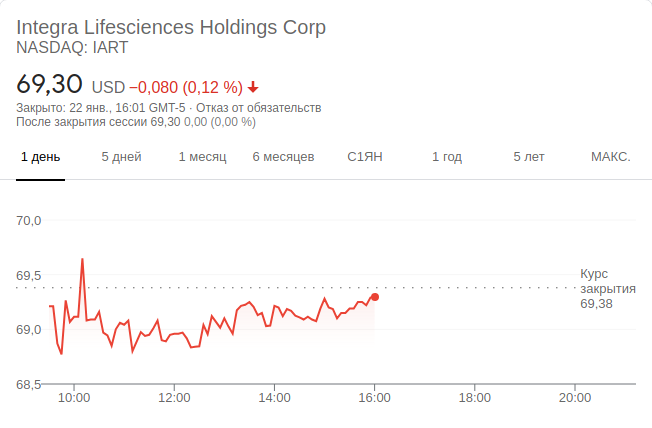 Integra Lifesciences Holdings Corp
NASDAQ: IART
69,30 USD −0,080 (0,12 %)
Закрыто: 22 янв., 16:01 GMT-5 · Отказ от обязательств
После закрытия сессии 69,30 0,00 (0,00 %)
1 день 5 дней 1 месяц 6 месяцев С1ЯН 1 год 5 лет МАКС.
70,0
69,5
Курс
закрытия
69,38
69,0
68,5
10:00 12:00 14:00 16:00 18:00 20:00